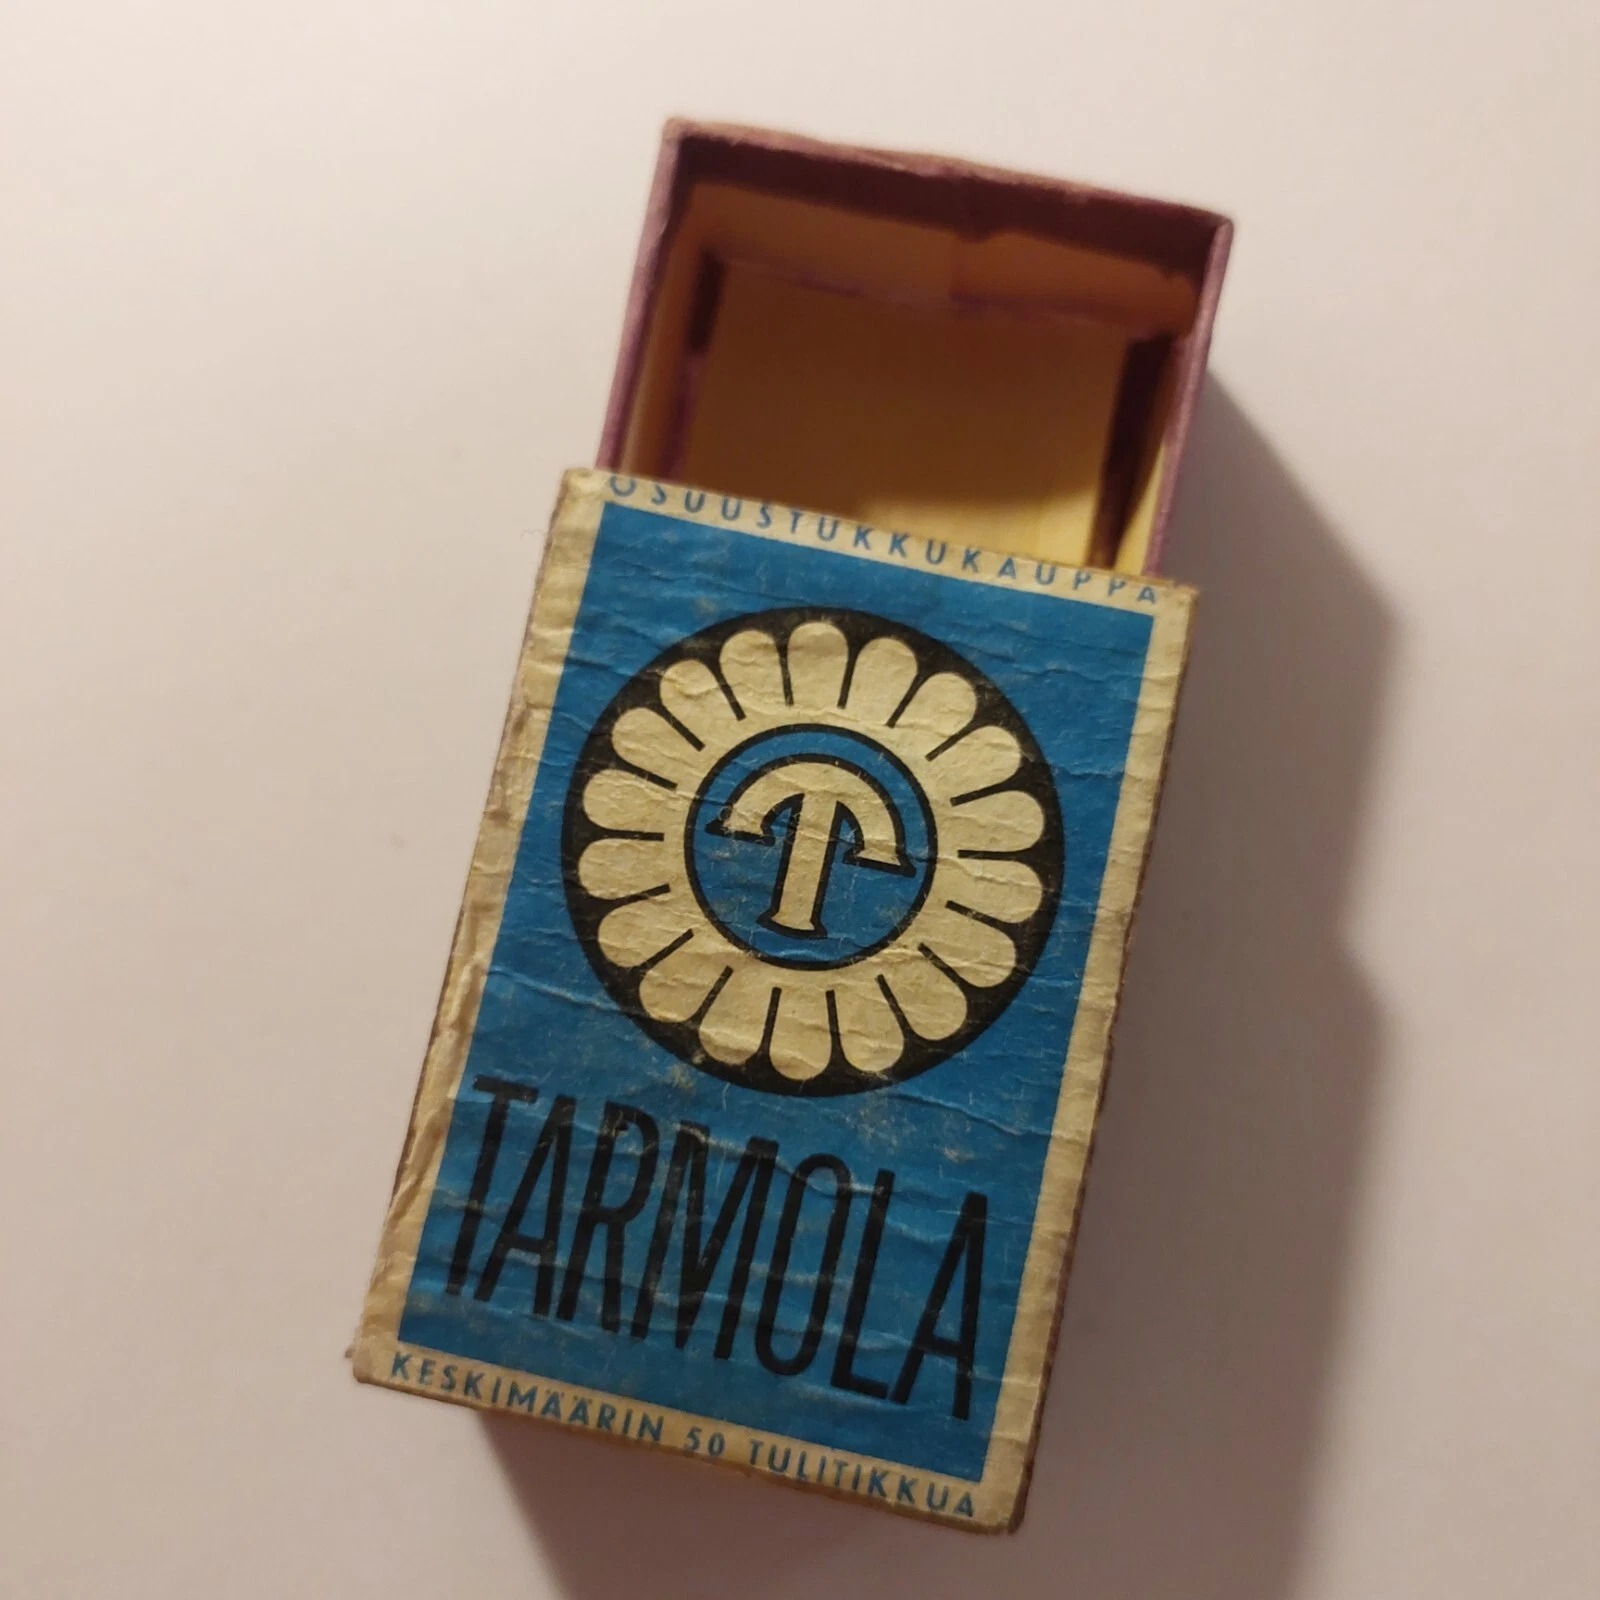 OSUUSTUKKUKAUPPA
T
TARMOLA
KESKIMÄÄRIN 50 TULITIKKUA